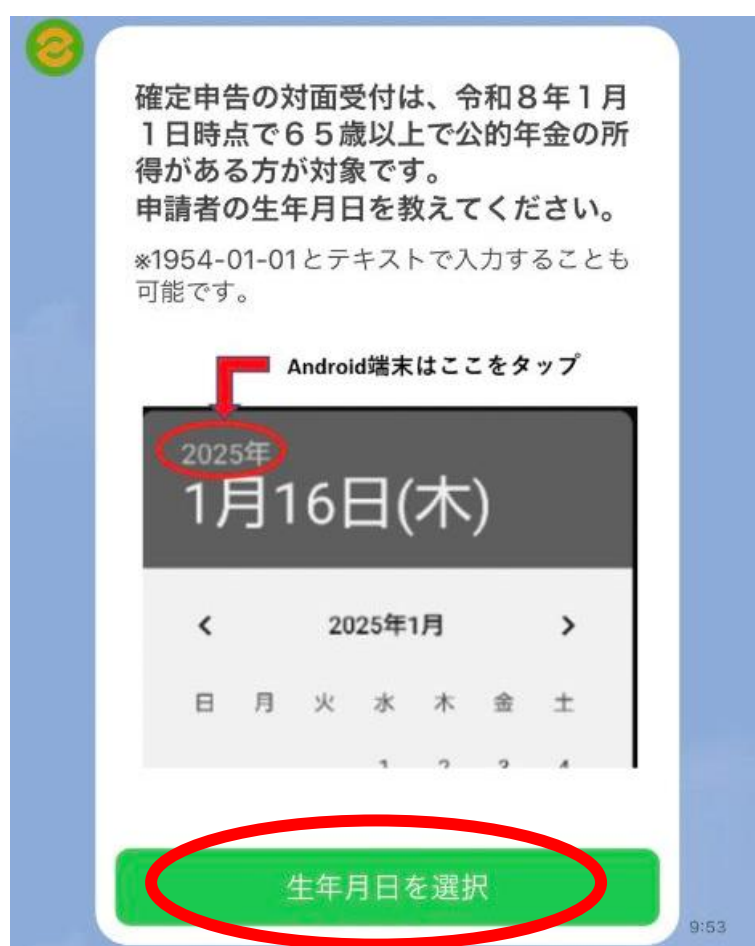 確定申告の対面受付は、令和８年１月
１日時点で６５歳以上で公的年金の所
得がある方が対象です。
申請者の生年月日を教えてください。
※1954-01-01とテキストで入力することも
可能です。
Android端末はここをタップ
2025年
1月16日(木)
< 2025年1月 >
日 月 火 水 木 金 土
1 2 3 4
生年月日を選択
9:53